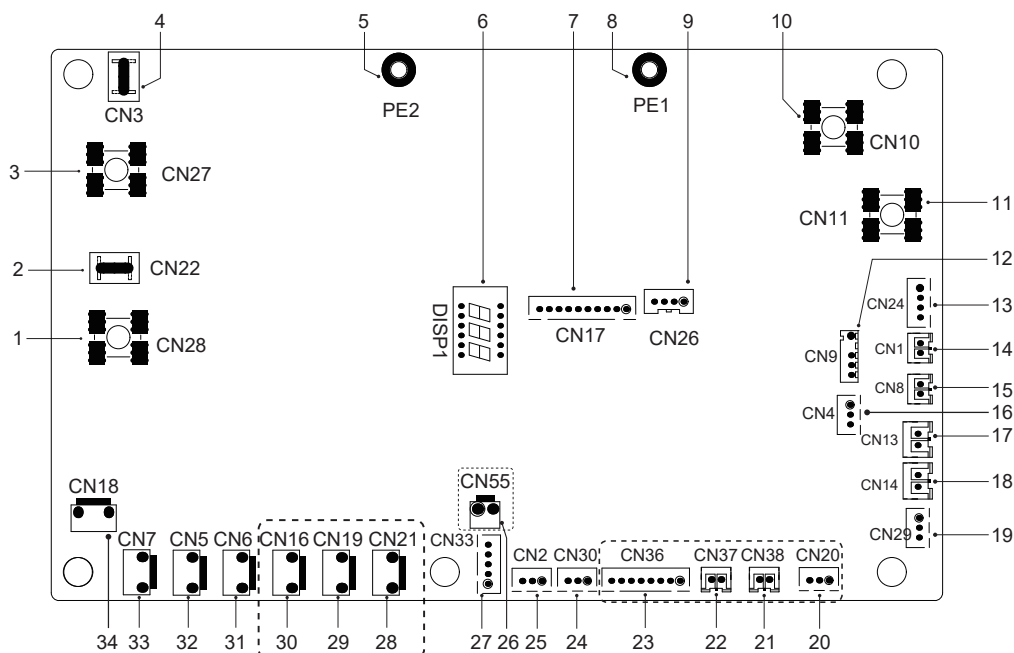 4 5 6 7 8 9 10
CN3 PE2 PE1
CN10
3 CN27
CN11 11
12
2 CN22
CN24 13
DISP1 CN17 CN26
1 CN28
CN9 CN1 14
CN8 15
CN4 16
CN13 17
CN55
CN18 CN14 18
CN7 CN5 CN6 CN16 CN19 CN21 CN33 CN2 CN30 CN36 CN37 CN38 CN20 CN29 19
34 33 32 31 30 29 28 27 26 25 24 23 22 21 20